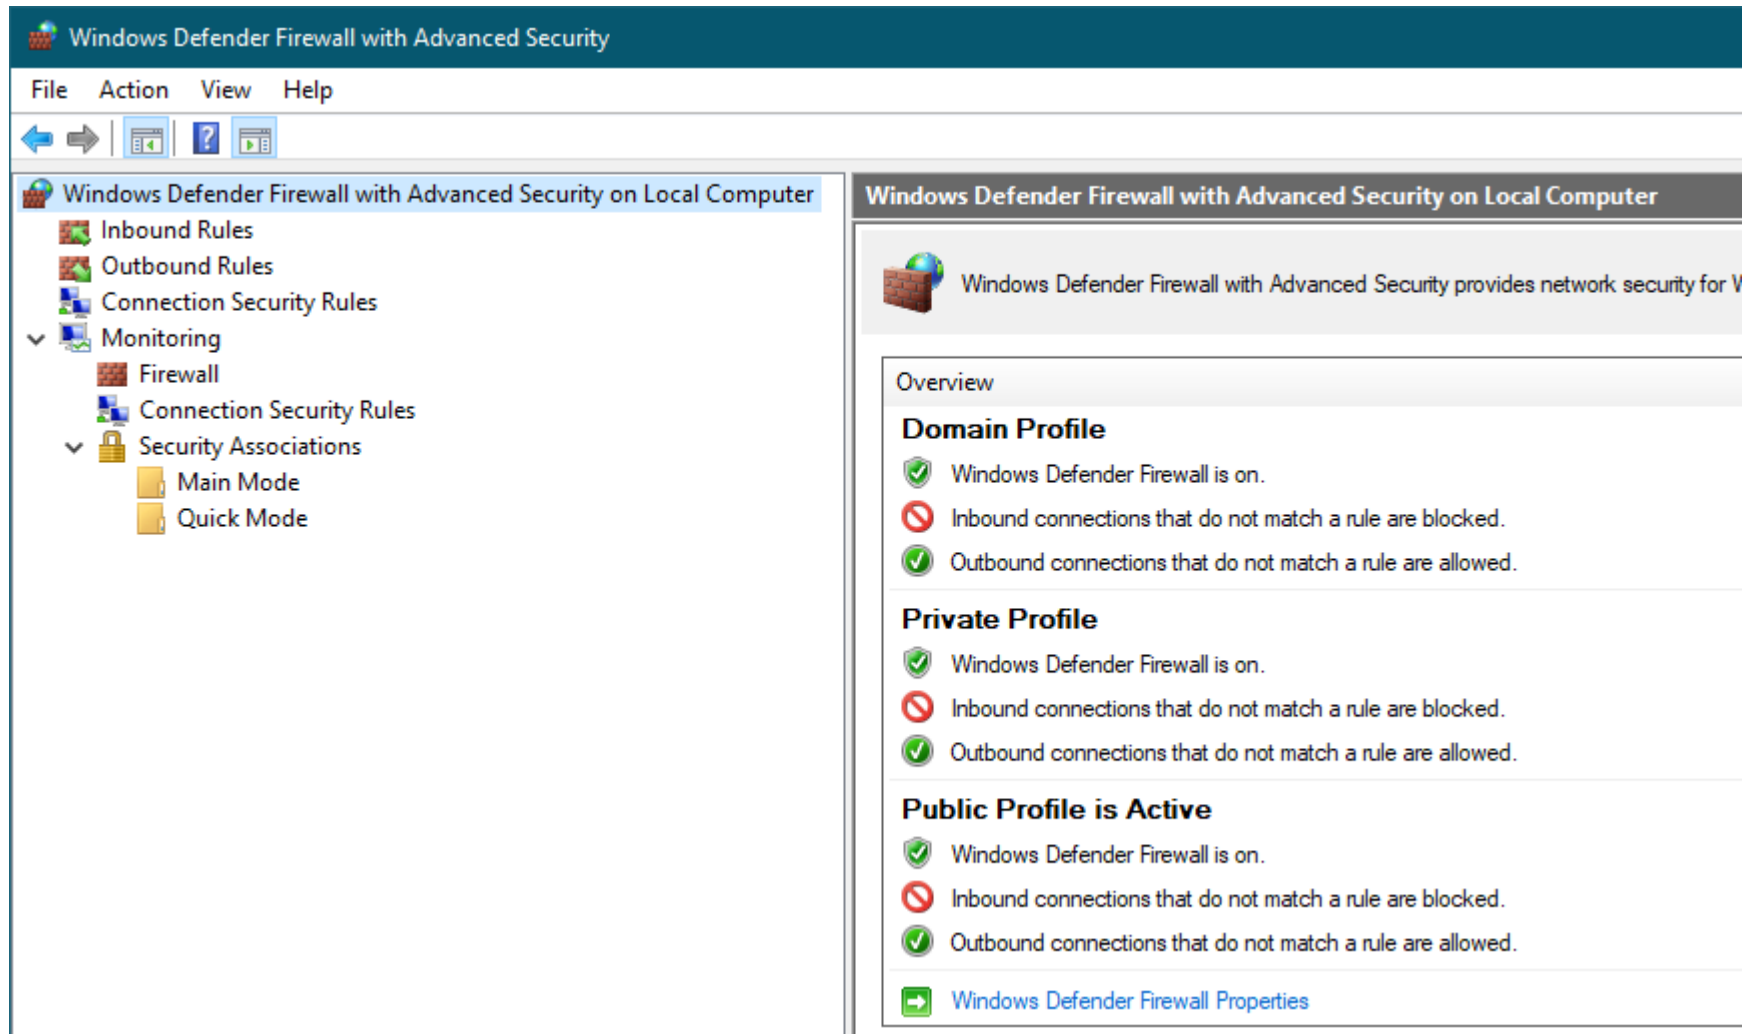 Windows Defender Firewall with Advanced Security
File Action View Help
Windows Defender Firewall with Advanced Security on Local Computer
Inbound Rules
Outbound Rules
Connection Security Rules
Monitoring
Firewall
Connection Security Rules
Security Associations
Main Mode
Quick Mode
Windows Defender Firewall with Advanced Security on Local Computer
Windows Defender Firewall with Advanced Security provides network security for
Overview
Domain Profile
Windows Defender Firewall is on.
Inbound connections that do not match a rule are blocked.
Outbound connections that do not match a rule are allowed.
Private Profile
Windows Defender Firewall is on.
Inbound connections that do not match a rule are blocked.
Outbound connections that do not match a rule are allowed.
Public Profile is Active
Windows Defender Firewall is on.
Inbound connections that do not match a rule are blocked.
Outbound connections that do not match a rule are allowed.
Windows Defender Firewall Properties